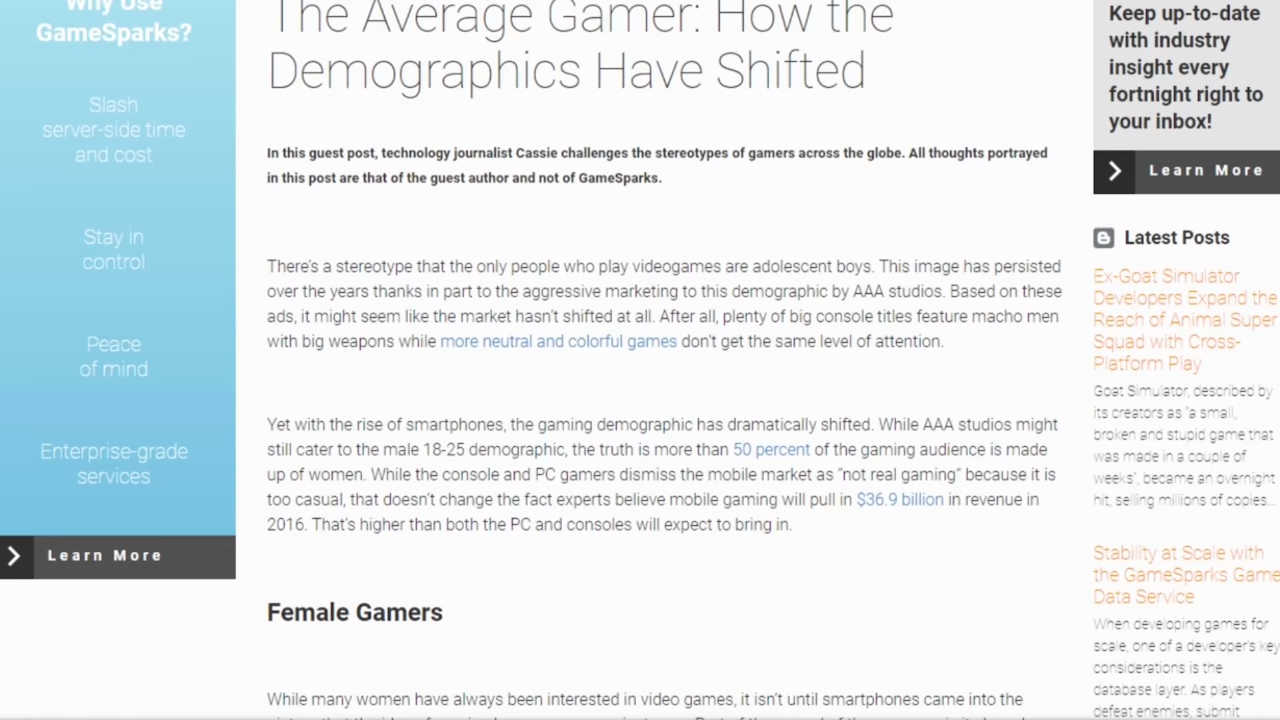 Why Use
GameSparks?
Slash
server-side time
and cost
Stay in
control
Peace
of mind
Enterprise-grade
services
Learn More
The Average Gamer: How the
Demographics Have Shifted
In this guest post, technology journalist Cassie challenges the stereotypes of gamers across the globe. All thoughts portrayed
in this post are that of the guest author and not of GameSparks.
There's a stereotype that the only people who play videogames are adolescent boys. This image has persisted
over the years thanks in part to the aggressive marketing to this demographic by AAA studios. Based on these
ads, it might seem like the market hasn't shifted at all. After all, plenty of big console titles feature macho men
with big weapons while more neutral and colorful games don't get the same level of attention.
Yet with the rise of smartphones, the gaming demographic has dramatically shifted. While AAA studios might
still cater to the male 18-25 demographic, the truth is more than 50 percent of the gaming audience is made
up of women. While the console and PC gamers dismiss the mobile market as "not real gaming" because it is
too casual, that doesn't change the fact experts believe mobile gaming will pull in $36.9 billion in revenue in
2016. That's higher than both the PC and consoles will expect to bring in.
Female Gamers
While many women have always been interested in video games, it isn't until smartphones came into the
Keep up-to-date
with industry
insight every
fortnight right to
your inbox!
Learn More
Latest Posts
Ex-Goat Simulator
Developers Expand the
Reach of Animal Super
Squad with Cross-
Platform Play
Goat Simulator, described by
its creators as "a small,
broken and stupid game that
was made in a couple of
weeks", became an overnight
hit, selling millions of copies...
Stability at Scale with
the GameSparks Game
Data Service
When developing games for
scale, one of a developer's key
considerations is the
database layer. As players
defeat enemies, submit